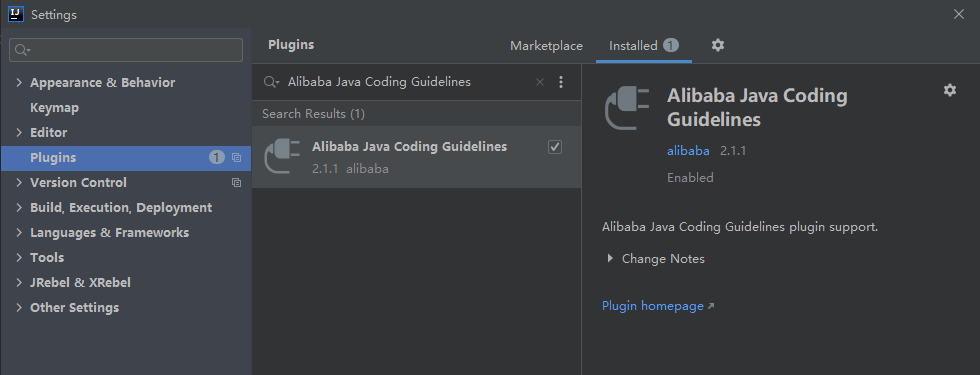 IJ
Settings
Appearance & Behavior
Keymap
Editor
Plugins 1
Version Control
Build, Execution, Deployment
Languages & Frameworks
Tools
JRebel & XRebel
Other Settings
Plugins
Marketplace
Installed 1
Alibaba Java Coding Guidelines
Search Results (1)
Alibaba Java Coding Guidelines
2.1.1 alibaba
Alibaba Java Coding
Guidelines
alibaba 2.1.1
Enabled
Alibaba Java Coding Guidelines plugin support.
Change Notes
Plugin homepage